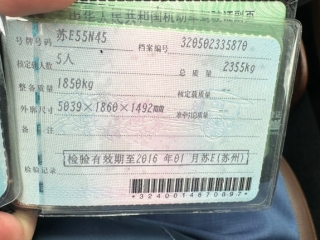 中华人民共和国机动车行驶证副页
号牌号码 苏E55N45 档案编号 320502335870
核定载人数 5人 总质量 2355kg
整备质量 1850kg 核定载质量 --
外廓尺寸 5039×1860×1492mm 准牵引总质量 --
备注
检验有效期至2016年01月苏E(苏州)
检验记录
*3240014670097*